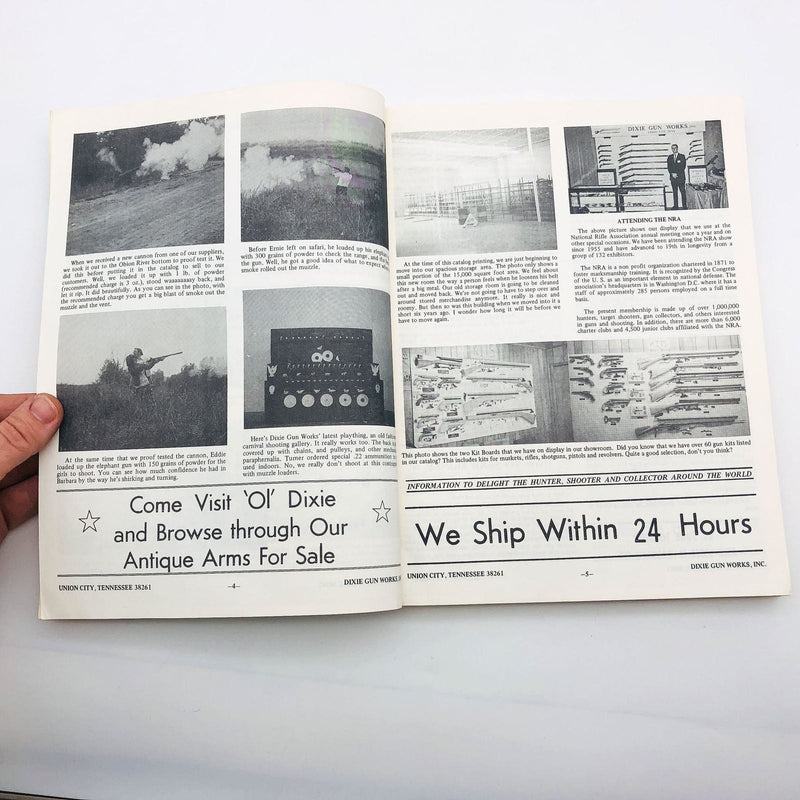 When we received a new cannon from one of our suppliers,
we took it out to the Obion River bottom to proof test it. We
did this before putting it in the catalog to sell to our
customers. Well, we loaded it up with 1 lb. of powder
(recommended charge is 3 oz.), stood waaaaaaay back, and
let it rip. It did beautifully. As you can see in the photo, with
the recommended charge you get a big blast of smoke out the
muzzle and the vent.
Before Ernie left on safari, he loaded up his elephant
with 300 grains of powder to check the range, and
the gun. Well, he got a good idea of what to expect
smoke rolled out the muzzle.
At the same time that we proof tested the cannon, Eddie
loaded up the elephant gun with 150 grains of powder for the
girls to shoot. You can see how much confidence he had in
Barbara by the way he's shirking and turning.
Here's Dixie Gun Works' latest plaything, an old
carnival shooting gallery. It really works too. The back is
covered up with chains, and pulleys, and other
paraphernalia. Turner ordered special .22 ammunition
used indoors. No, we really don't shoot at this
with muzzle loaders.
Come Visit 'Ol' Dixie
and Browse through Our
Antique Arms For Sale
UNION CITY, TENNESSEE 38261
—4—
DIXIE GUN WORKS,
At the time of this catalog printing, we are just beginning to
move into our spacious storage area. The photo only shows a
small portion of the 15,000 square foot area. We feel about
this new room the way a person feels when he loosens his belt
after a big meal. Our old storage room is going to be cleaned
out and moved back. We're not going to have to step over and
around stored merchandise anymore. It really is nice and
roomy. But then so was this building when we moved into it a
short six years ago. I wonder how long it will be before we
have to move again.
DIXIE GUN WORKS, INC.
ATTENDING THE NRA
The above picture shows our display that we use at the
National Rifle Association annual meeting once a year and on
other special occasions. We have been attending the NRA show
since 1955 and have advanced to 19th in longevity from a
group of 132 exhibitors.
The NRA is a non profit organization chartered in 1871 to
foster marksmanship training. It is recognized by the Congress
of the U.S. as an important element in national defense. The
association's headquarters is in Washington D.C. where it has a
staff of approximately 285 persons employed on a full time
basis.
The present membership is made up of over 1,000,000
hunters, target shooters, gun collectors, and others interested
in guns and shooting. In addition, there are more than 6,000
charter clubs and 4,500 junior clubs affiliated with the NRA.
This photo shows the two Kit Boards that we have on display in our showroom. Did you know that we have over 60 gun kits listed
in our catalog? This includes kits for muskets, rifles, shotguns, pistols and revolvers. Quite a good selection, don't you think?
INFORMATION TO DELIGHT THE HUNTER, SHOOTER AND COLLECTOR AROUND THE WORLD
We Ship Within 24 Hours
UNION CITY, TENNESSEE 38261
—5—
DIXIE GUN WORKS, INC.